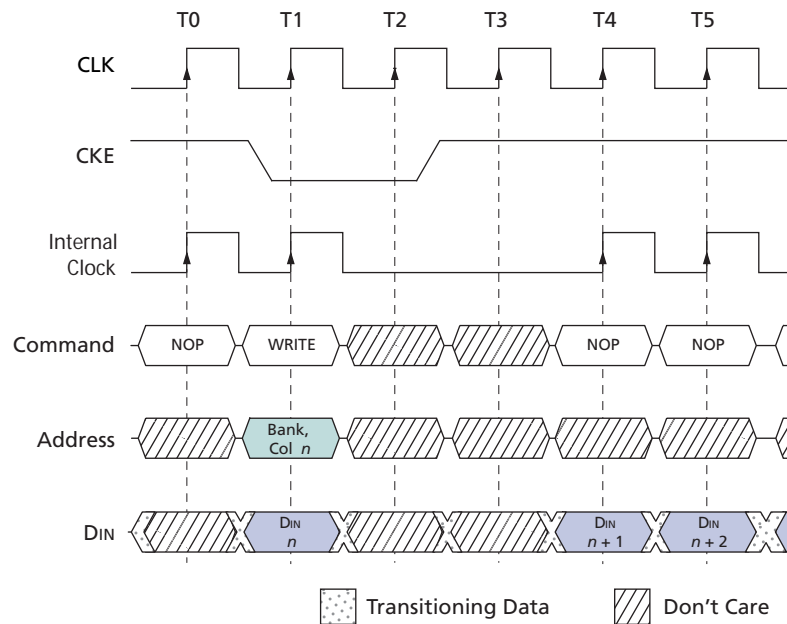 T0 T1 T2 T3 T4 T5
CLK
CKE
Internal
Clock
Command NOP WRITE NOP NOP
Address Bank,
Col n
DIN DIN
n DIN
n + 1 DIN
n + 2
Transitioning Data Don't Care